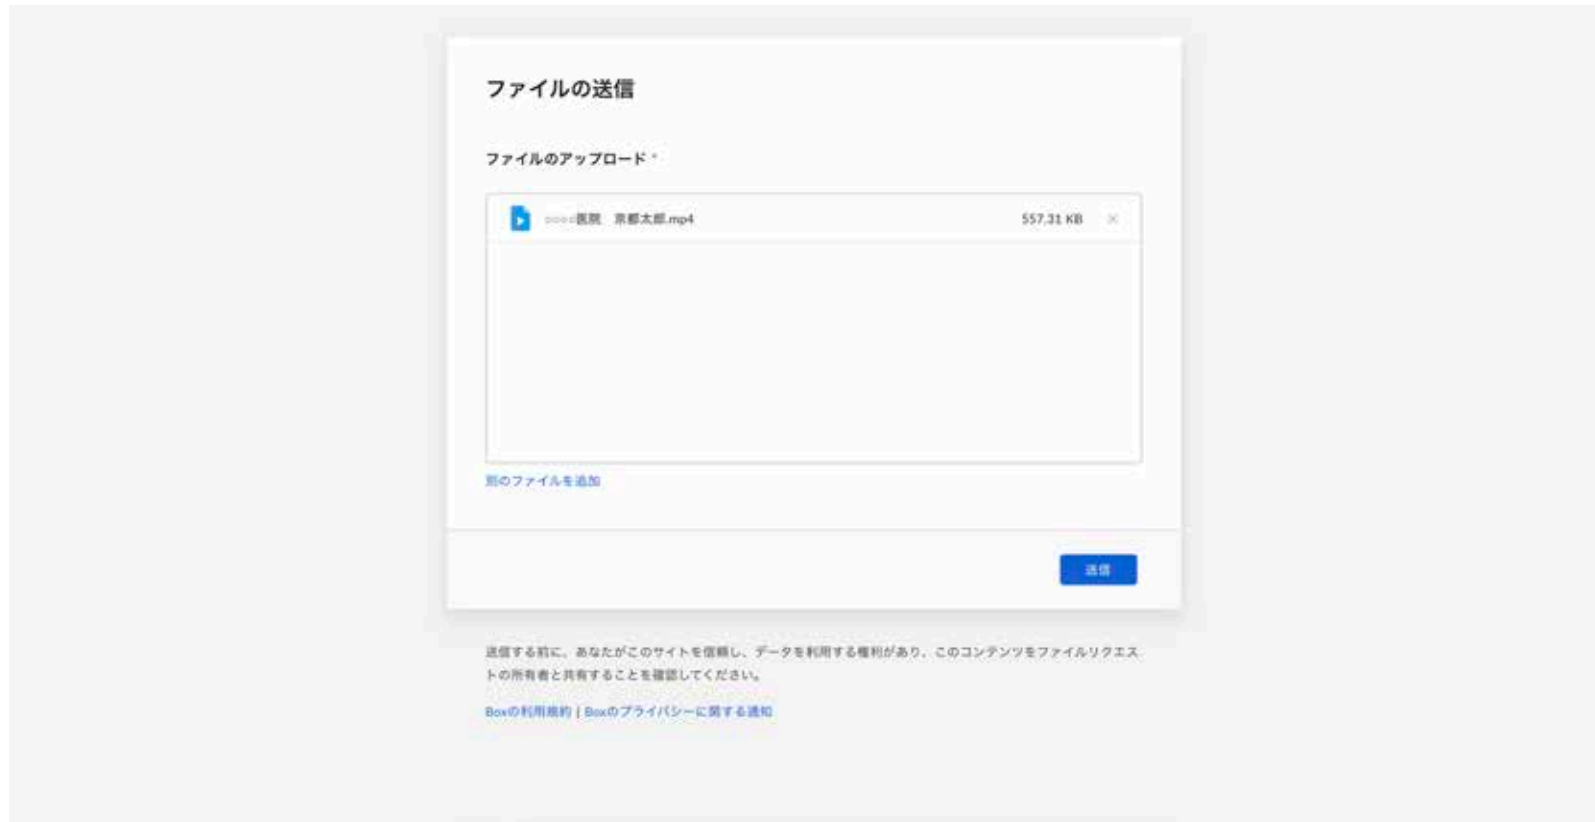 ファイルの送信
ファイルのアップロード *
○○○○医院　京都太郎.mp4
557.31 KB ×
別のファイルを追加
送信
送信する前に、あなたがこのサイトを信頼し、データを利用する権利があり、このコンテンツをファイルリクエス
トの所有者と共有することを確認してください。
Boxの利用規約 | Boxのプライバシーに関する通知